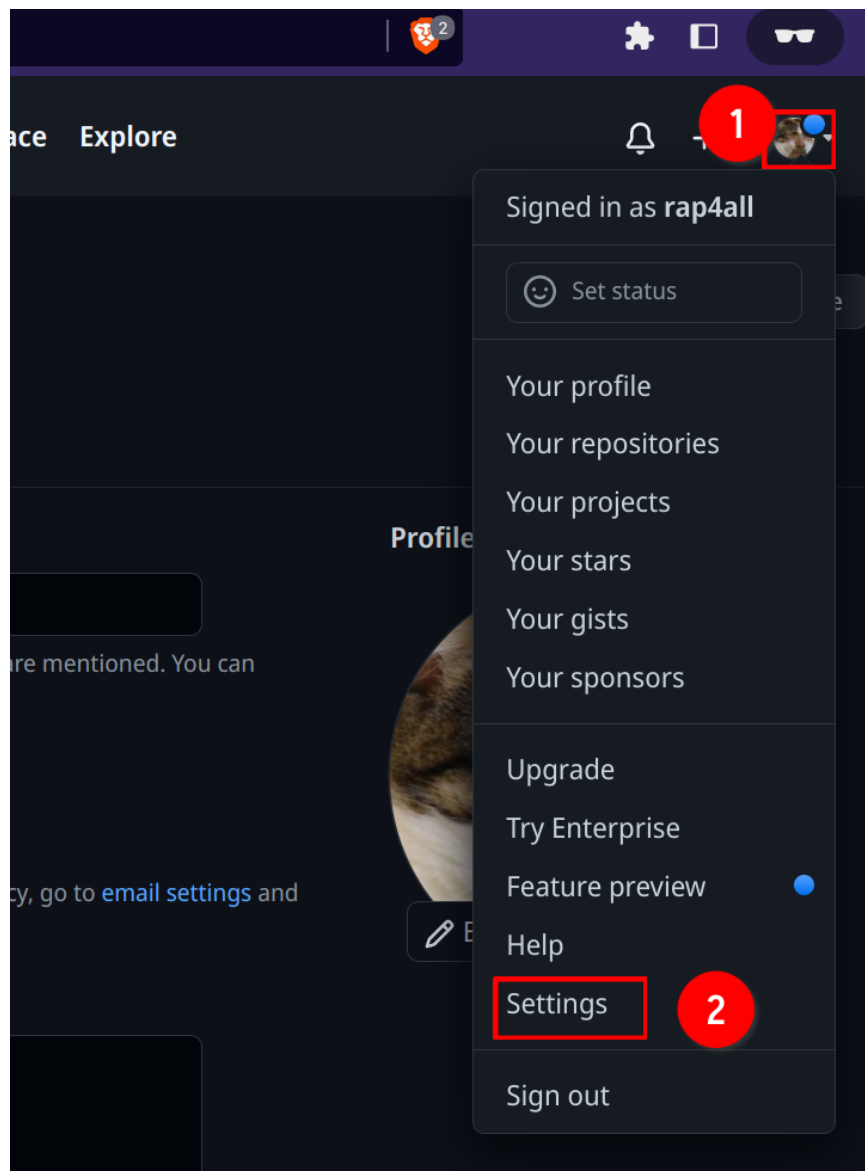 2
Explore
1
Signed in as rap4all
Set status
Your profile
Your repositories
Your projects
Profile
Your stars
Your gists
are mentioned. You can
Your sponsors
Upgrade
Try Enterprise
Feature preview
cy, go to email settings and
Help
Settings
2
Sign out